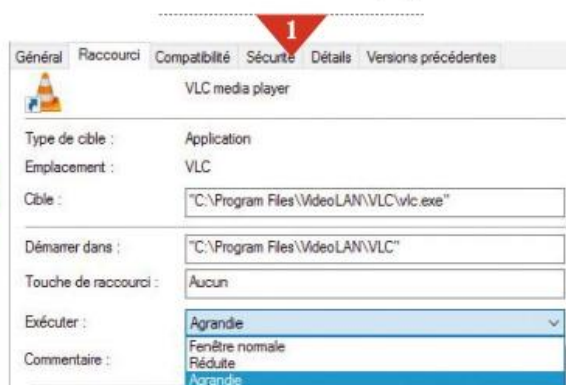 1
Général Raccourci Compatibilité Sécurité Détails Versions précédentes
VLC media player
Type de cible : Application
Emplacement : VLC
Cible : "C:\Program Files\VideoLAN\VLC\vlc.exe"
Démarrer dans : "C:\Program Files\VideoLAN\VLC"
Touche de raccourci : Aucun
Exécuter : Agrandie
Fenêtre normale
Commentaire : Réduite
Agrandie